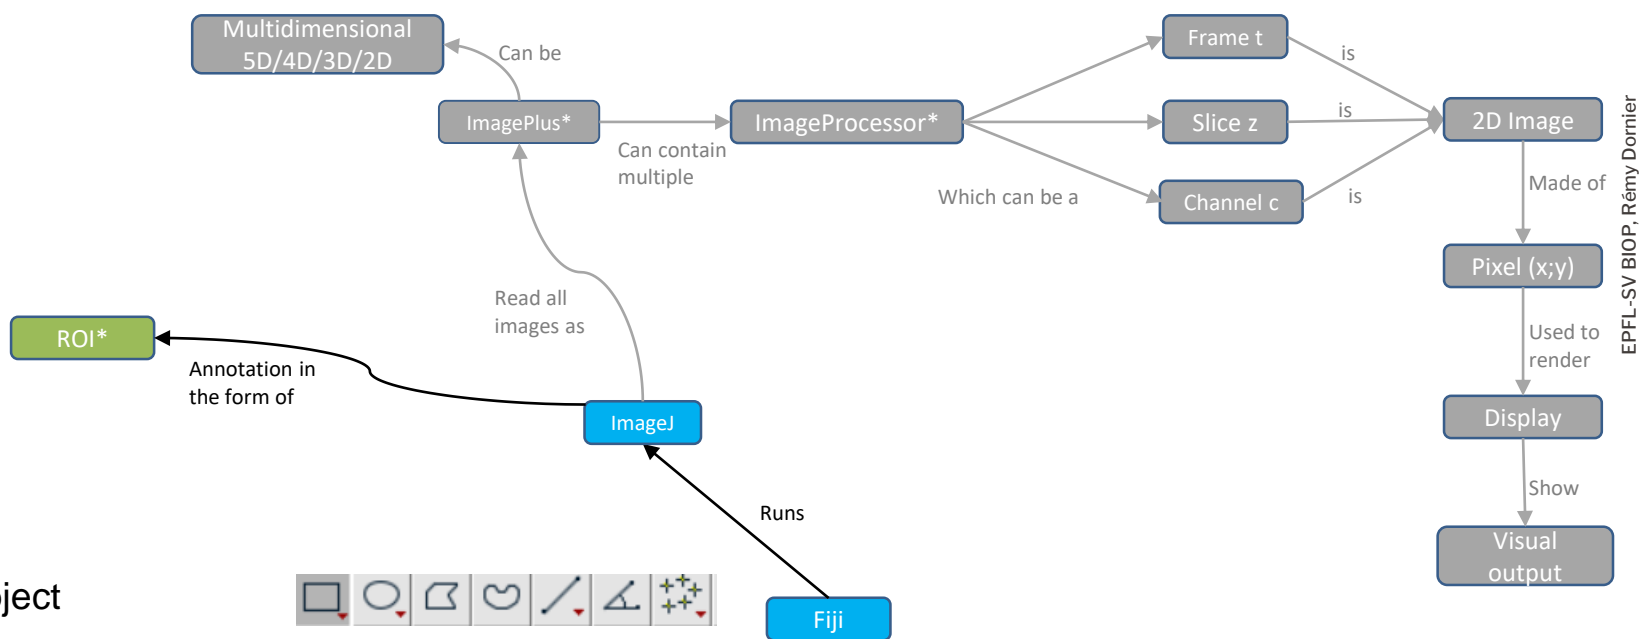 Multidimensional
5D/4D/3D/2D
Can be
Frame t
is
ImagePlus*
ImageProcessor*
Slice z
is
2D Image
Can contain
multiple
Which can be a
Channel c
is
Made of
EPFL-SV BIOP, Rémy Dornier
Pixel (x;y)
Read all
images as
ROI*
Used to
render
Annotation in
the form of
ImageJ
Display
Show
Runs
Visual
output
Fiji